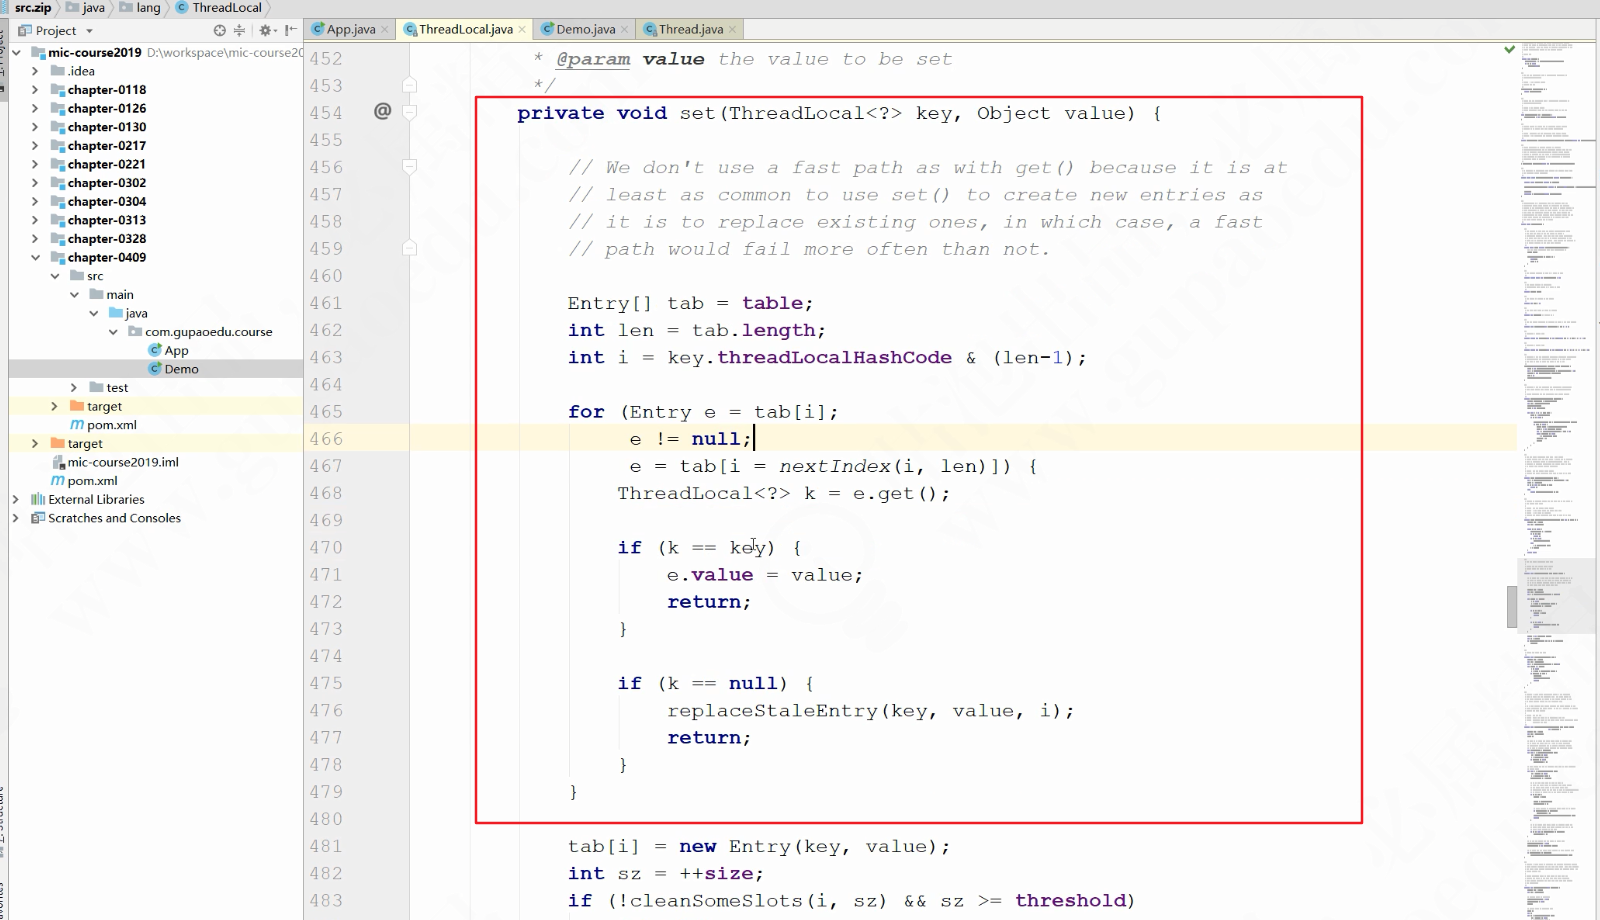 src.zip java lang ThreadLocal
Project
App.java ThreadLocal.java Demo.java Thread.java
mic-course2019 D:\workspace\mic-course20
.idea
chapter-0118
chapter-0126
chapter-0130
chapter-0217
chapter-0221
chapter-0302
chapter-0304
chapter-0313
chapter-0328
chapter-0409
src
main
java
com.gupaoedu.course
App
Demo
test
target
pom.xml
target
mic-course2019.iml
pom.xml
External Libraries
Scratches and Consoles
452 * @param value the value to be set
453 */
454 @ private void set(ThreadLocal<?> key, Object value) {
455
456 // We don't use a fast path as with get() because it is at
457 // least as common to use set() to create new entries as
458 // it is to replace existing ones, in which case, a fast
459 // path would fail more often than not.
460
461 Entry[] tab = table;
462 int len = tab.length;
463 int i = key.threadLocalHashCode & (len-1);
464
465 for (Entry e = tab[i];
466 e != null;
467 e = tab[i = nextIndex(i, len)]) {
468 ThreadLocal<?> k = e.get();
469
470 if (k == key) {
471 e.value = value;
472 return;
473 }
474
475 if (k == null) {
476 replaceStaleEntry(key, value, i);
477 return;
478 }
479 }
480
481 tab[i] = new Entry(key, value);
482 int sz = ++size;
483 if (!cleanSomeSlots(i, sz) && sz >= threshold)